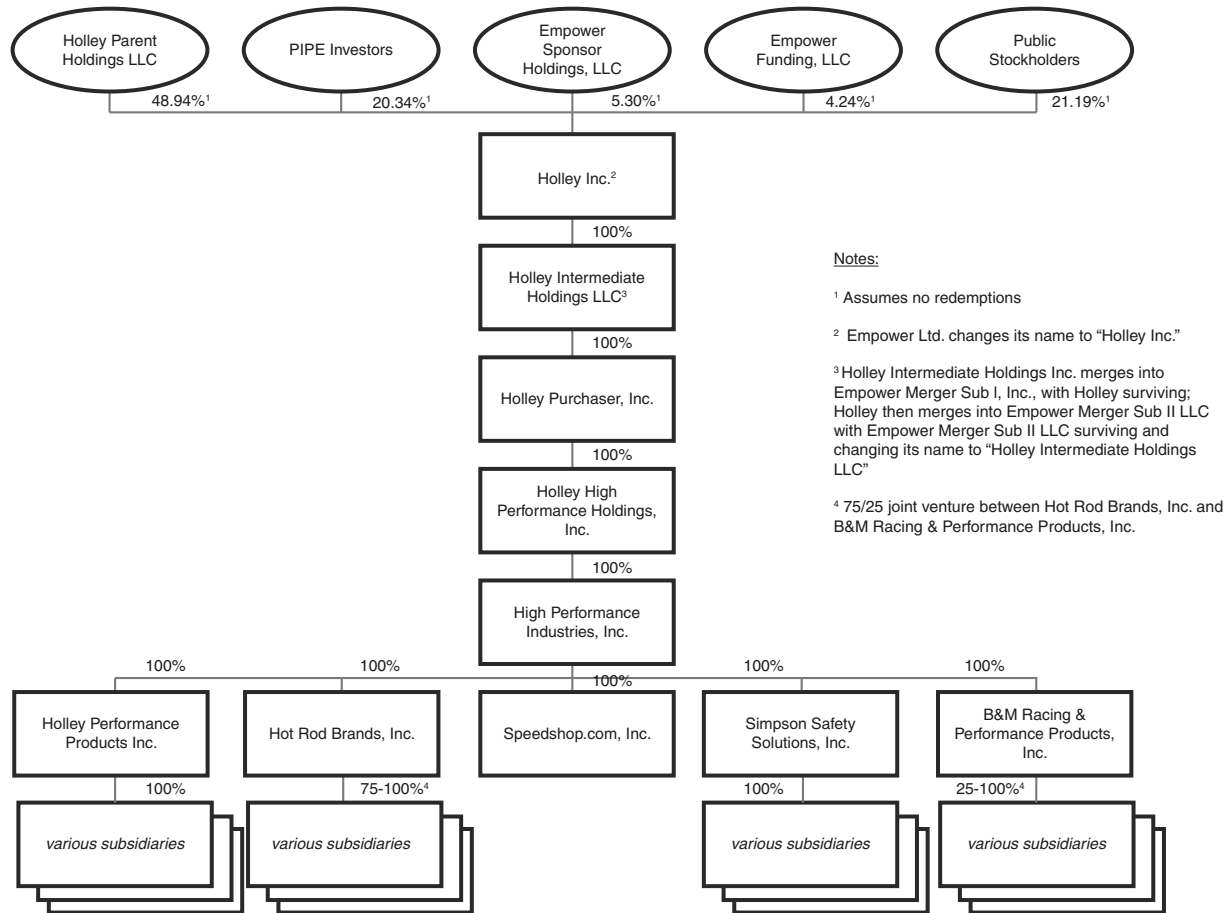 Holley Parent
Holdings LLC
PIPE Investors
Empower
Sponsor
Holdings, LLC
Empower
Funding, LLC
Public
Stockholders
48.94%¹
20.34%¹
5.30%¹
4.24%¹
21.19%¹
Holley Inc.²
100%
Holley Intermediate
Holdings LLC³
100%
Holley Purchaser, Inc.
100%
Holley High
Performance Holdings,
Inc.
100%
High Performance
Industries, Inc.
Notes:
¹ Assumes no redemptions
² Empower Ltd. changes its name to “Holley Inc.”
³ Holley Intermediate Holdings Inc. merges into
Empower Merger Sub I, Inc., with Holley surviving;
Holley then merges into Empower Merger Sub II LLC
with Empower Merger Sub II LLC surviving and
changing its name to “Holley Intermediate Holdings
LLC”
⁴ 75/25 joint venture between Hot Rod Brands, Inc. and
B&M Racing & Performance Products, Inc.
100%
100%
100%
100%
100%
Holley Performance
Products Inc.
Hot Rod Brands, Inc.
Speedshop.com, Inc.
Simpson Safety
Solutions, Inc.
B&M Racing &
Performance Products,
Inc.
100%
75-100%⁴
100%
25-100%⁴
various subsidiaries
various subsidiaries
various subsidiaries
various subsidiaries